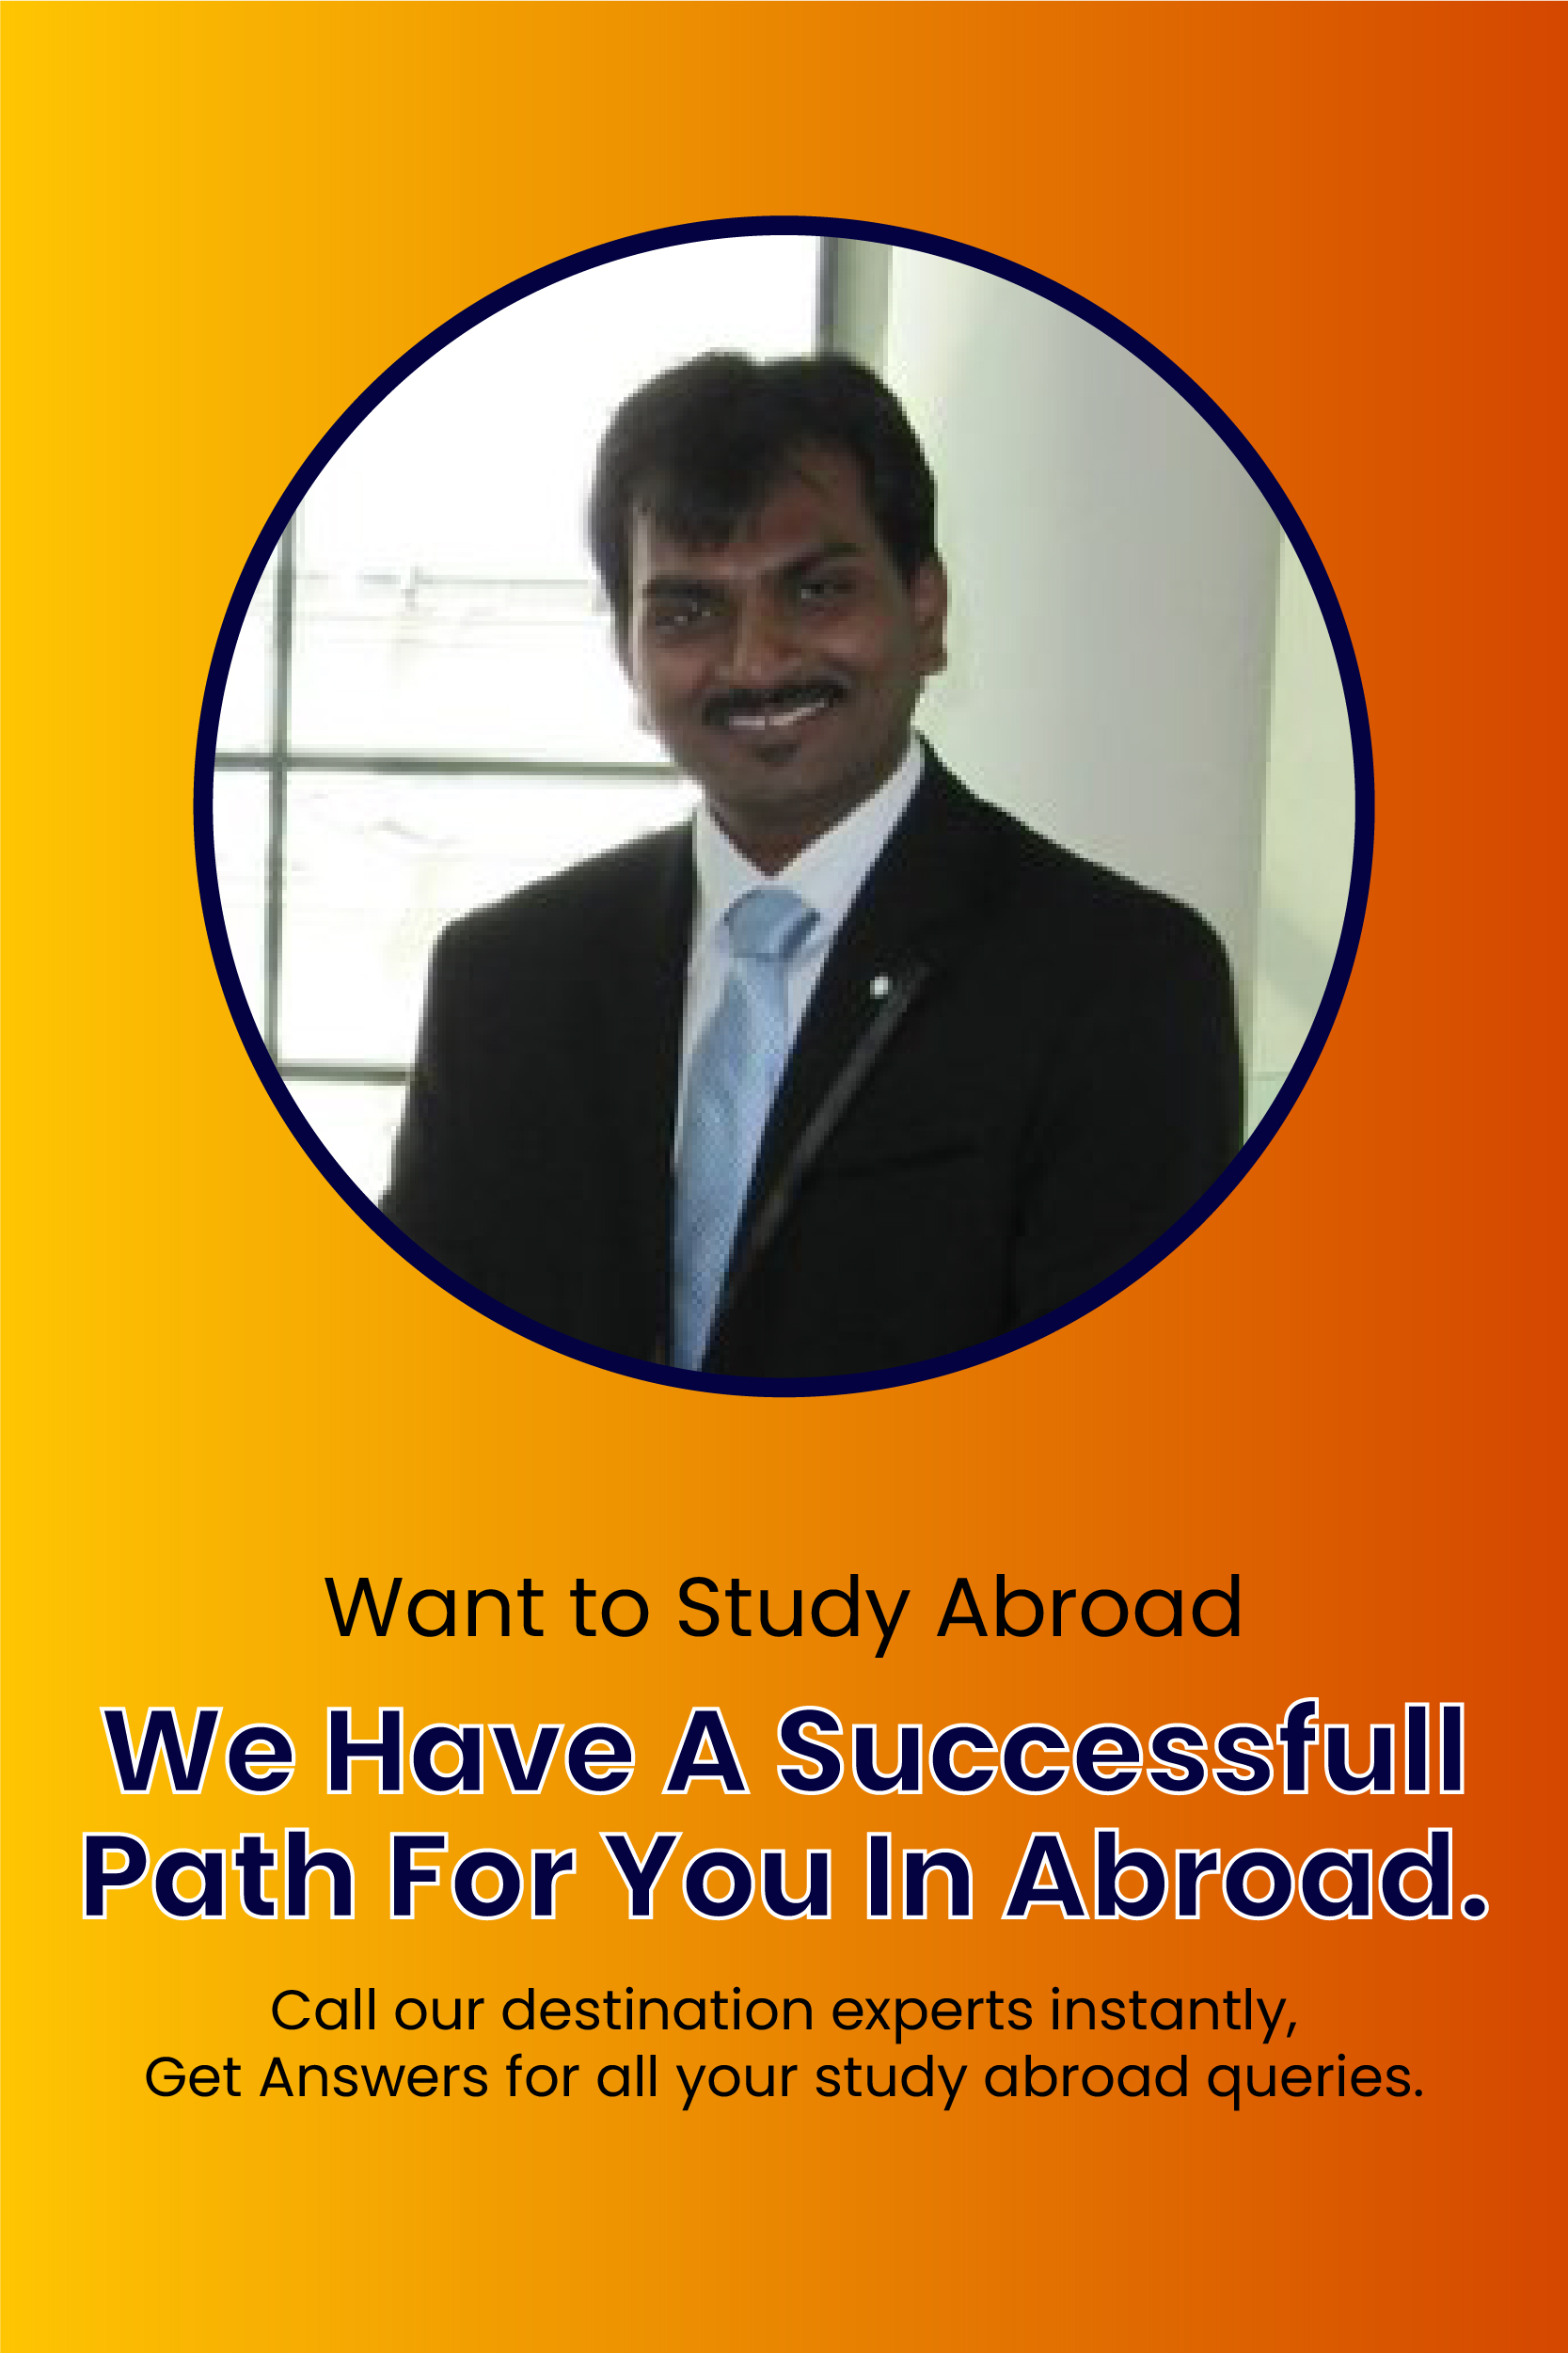 Want to Study Abroad
We Have A Successfull
Path For You In Abroad.
Call our destination experts instantly,
Get Answers for all your study abroad queries.